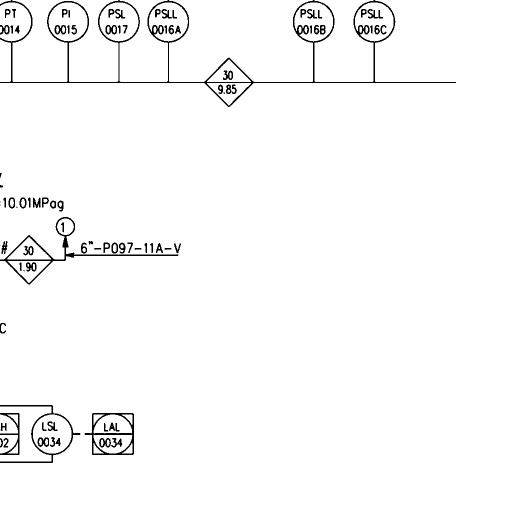 PT PI PSL PSLL PSLL PSLL
0014 0015 0017 0016A 0016B 0016C
30
9.85
10.01MPag
1
30
1.90
6"-P097-11A-V
C
LSL LAL
0034 0034